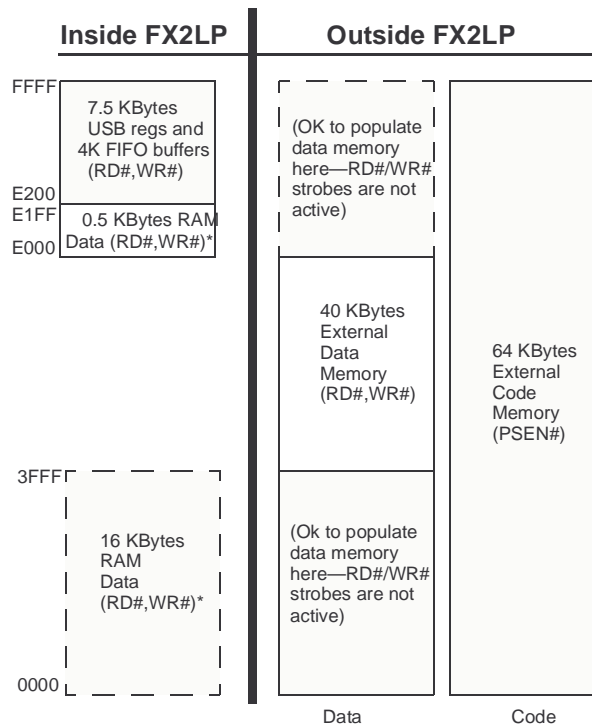 Inside FX2LP
Outside FX2LP
FFFF
7.5 KBytes
USB regs and
4K FIFO buffers
(RD#,WR#)
E200
E1FF
0.5 KBytes RAM
Data (RD#,WR#)*
E000
(OK to populate
data memory
here—RD#/WR#
strobes are not
active)
40 KBytes
External
Data
Memory
(RD#,WR#)
64 KBytes
External
Code
Memory
(PSEN#)
3FFF
16 KBytes
RAM
Data
(RD#,WR#)*
0000
(Ok to populate
data memory
here—RD#/WR#
strobes are not
active)
Data
Code